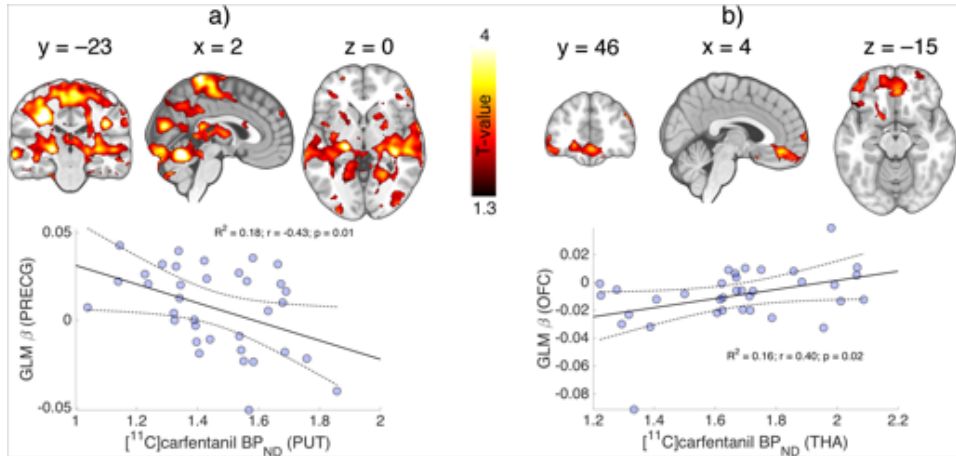 a)
y = −23
x = 2
z = 0
4
T-value
1.3
b)
y = 46
x = 4
z = −15
0.05
0
-0.05
GLM β (PRECG)
R² = 0.18; r = -0.43; p = 0.01
1
1.2
1.4
1.6
1.8
2
[¹¹C]carfentanil BP_ND (PUT)
0.02
0
-0.02
-0.04
-0.06
-0.08
GLM β (OFC)
R² = 0.16; r = 0.40; p = 0.02
1.2
1.4
1.6
1.8
2
2.2
[¹¹C]carfentanil BP_ND (THA)